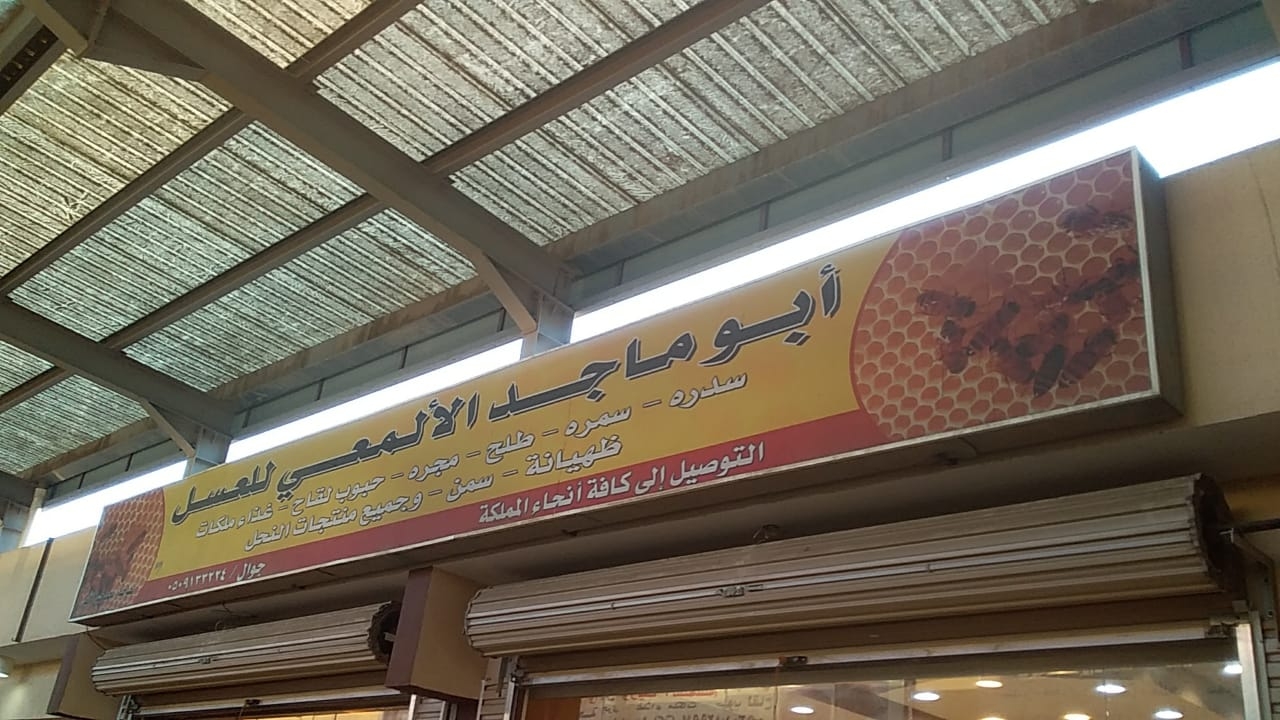 أبو ماجد الألمعي للعسل
سدره - سمره - طلح - مجره - حبوب لقاح - غذاء ملكات
ظهيانة - سمن - وجميع منتجات النحل
التوصيل إلى كافة أنحاء المملكة
جوال / ٠٥٠٩١٣٣٢٢٤